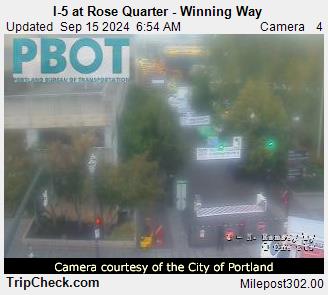 I-5 at Rose Quarter - Winning Way
Updated Sep 15 2024 6:54 AM Camera 4
PBOT
PORTLAND BUREAU OF TRANSPORTATION
Camera courtesy of the City of Portland
TripCheck.com Milepost302.00